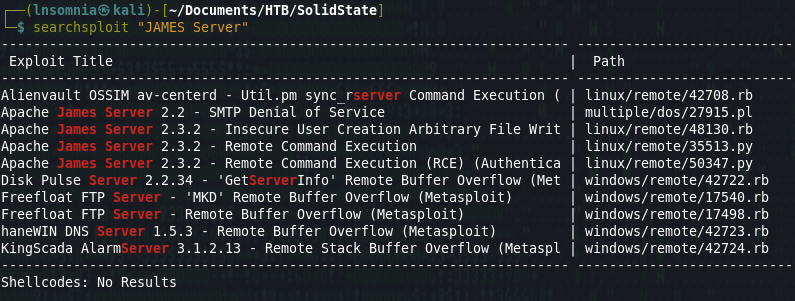 ┌──(lnsomnia㉿kali)-[~/Documents/HTB/SolidState]
└─$ searchsploit "JAMES Server"
Exploit Title | Path
Alienvault OSSIM av-centerd - Util.pm sync_rserver Command Execution ( | linux/remote/42708.rb
Apache James Server 2.2 - SMTP Denial of Service | multiple/dos/27915.pl
Apache James Server 2.3.2 - Insecure User Creation Arbitrary File Writ | linux/remote/48130.rb
Apache James Server 2.3.2 - Remote Command Execution | linux/remote/35513.py
Apache James Server 2.3.2 - Remote Command Execution (RCE) (Authentica | linux/remote/50347.py
Disk Pulse Server 2.2.34 - 'GetServerInfo' Remote Buffer Overflow (Met | windows/remote/42722.rb
Freefloat FTP Server - 'MKD' Remote Buffer Overflow (Metasploit) | windows/remote/17540.rb
Freefloat FTP Server - Remote Buffer Overflow (Metasploit) | windows/remote/17498.rb
haneWIN DNS Server 1.5.3 - Remote Buffer Overflow (Metasploit) | windows/remote/42723.rb
KingScada AlarmServer 3.1.2.13 - Remote Stack Buffer Overflow (Metaspl | windows/remote/42724.rb
Shellcodes: No Results